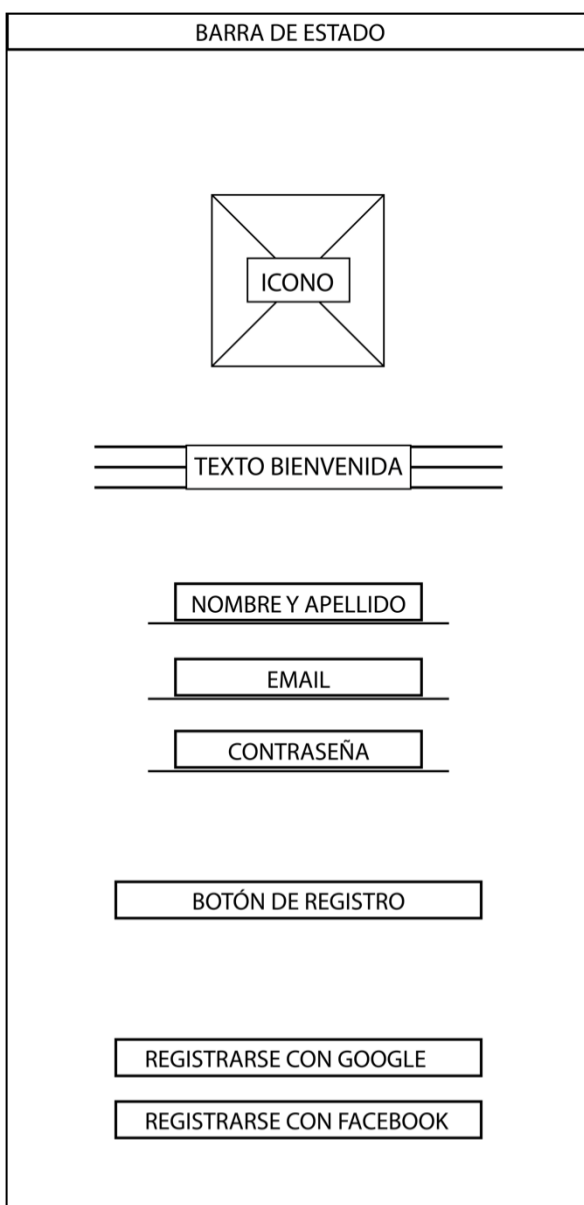 BARRA DE ESTADO
ICONO
TEXTO BIENVENIDA
NOMBRE Y APELLIDO
EMAIL
CONTRASEÑA
BOTÓN DE REGISTRO
REGISTRARSE CON GOOGLE
REGISTRARSE CON FACEBOOK